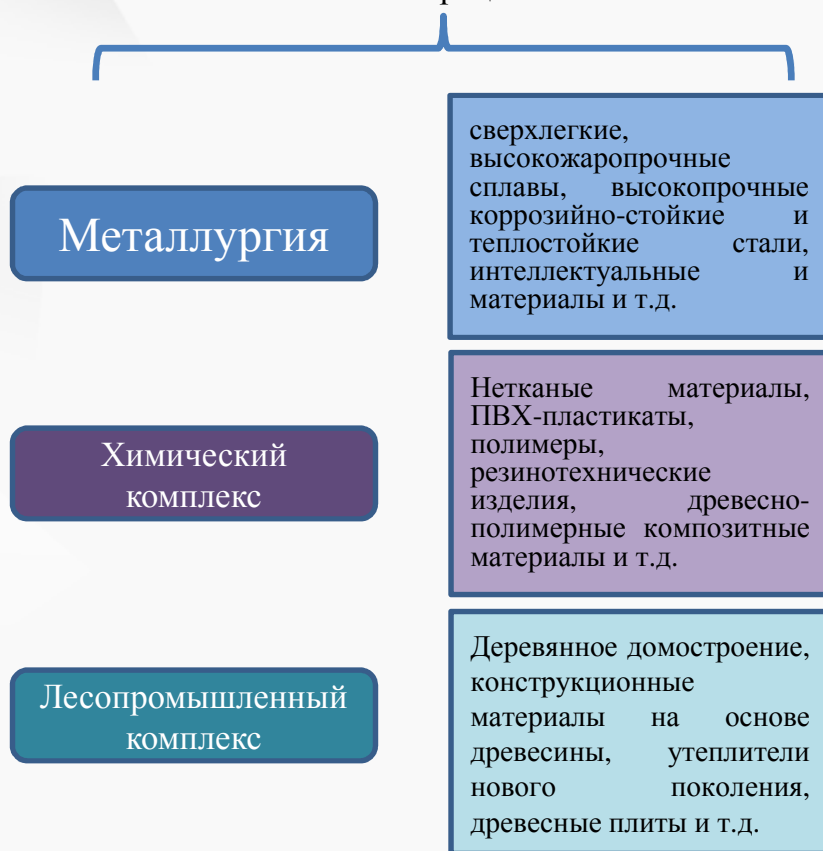 Металлургия
сверхлегкие,
высокожаропрочные
сплавы, высокопрочные
коррозийно-стойкие и
теплостойкие стали,
интеллектуальные и
материалы и т.д.
Химический
комплекс
Нетканые материалы,
ПВХ-пластикаты,
полимеры,
резинотехнические
изделия, древесно-
полимерные композитные
материалы и т.д.
Лесопромышленный
комплекс
Деревянное домостроение,
конструкционные
материалы на основе
древесины, утеплители
нового поколения,
древесные плиты и т.д.